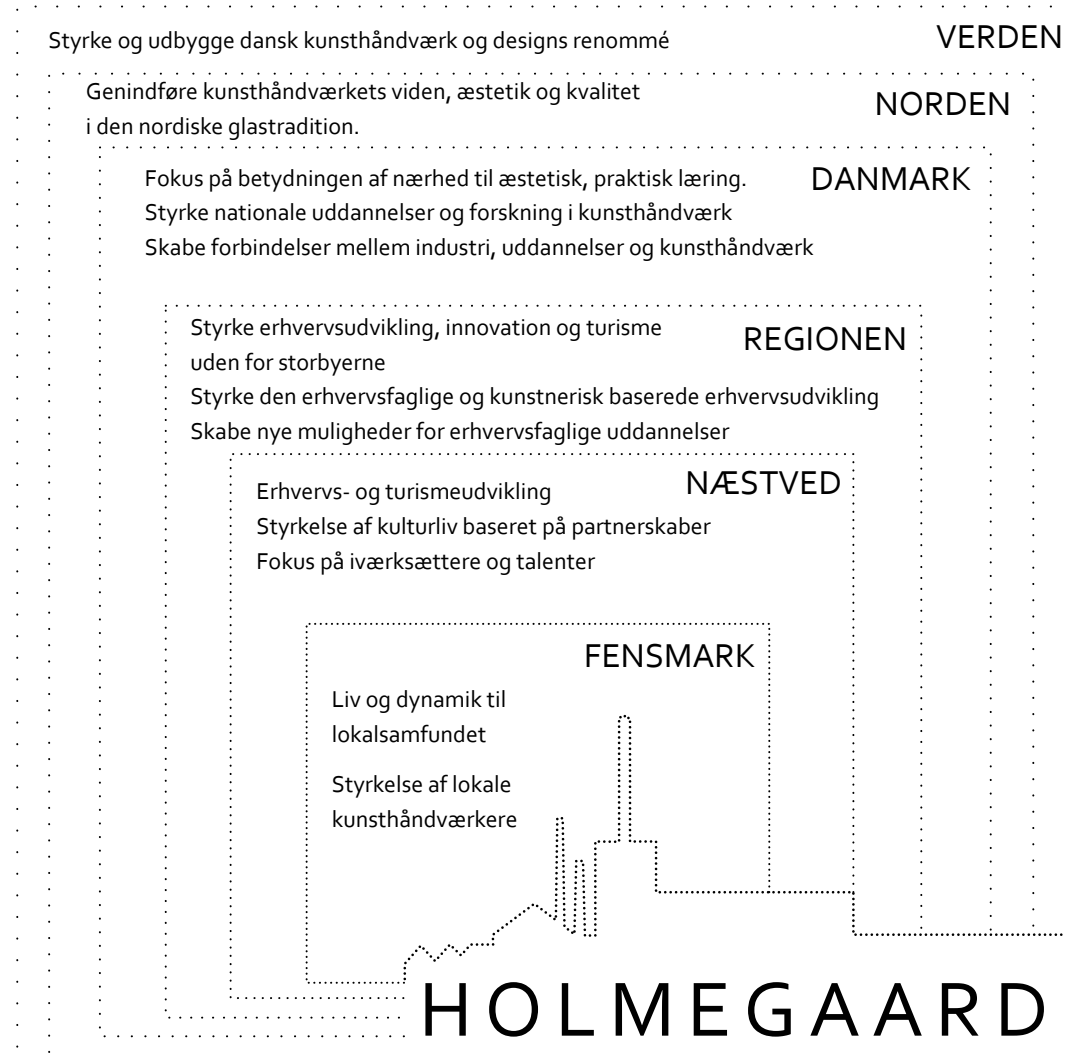 Styrke og udbygge dansk kunsthåndværk og designs renommé
VERDEN
Genindføre kunsthåndværkets viden, æstetik og kvalitet
i den nordiske glastradition.
NORDEN
Fokus på betydningen af nærhed til æstetisk, praktisk læring.
DANMARK
Styrke nationale uddannelser og forskning i kunsthåndværk
Skabe forbindelser mellem industri, uddannelser og kunsthåndværk
Styrke erhvervsudvikling, innovation og turisme
uden for storbyerne
REGIONEN
Styrke den erhvervsfaglige og kunstnerisk baserede erhvervsudvikling
Skabe nye muligheder for erhvervsfaglige uddannelser
NÆSTVED
Erhvervs- og turismeudvikling
Styrkelse af kulturliv baseret på partnerskaber
Fokus på iværksættere og talenter
FENSMARK
Liv og dynamik til
lokalsamfundet
Styrkelse af lokale
kunsthåndværkere
HOLMEGAARD